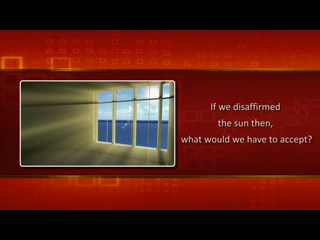 If we disaffirmed
the sun then,
what would we have to accept?